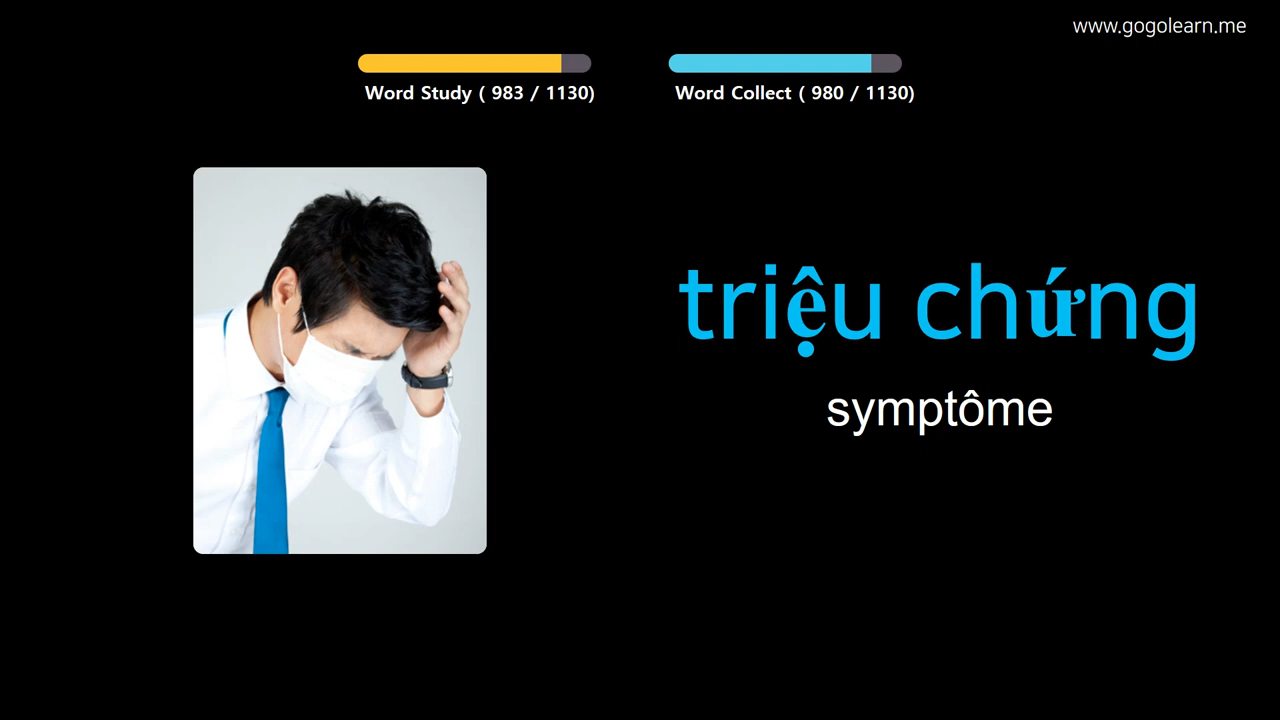 www.gogolearn.me
Word Study ( 983 / 1130)
Word Collect ( 980 / 1130)
triệu chứng
symptôme